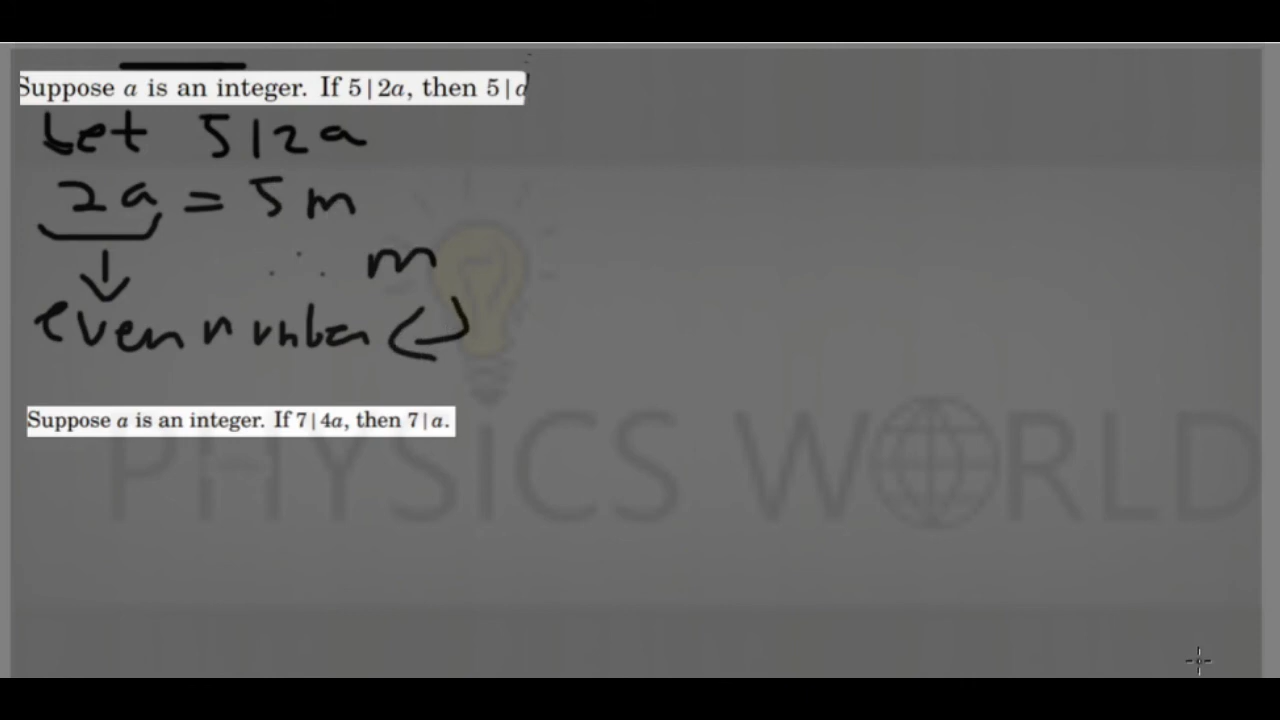 Suppose a is an integer. If 5 | 2a, then 5 | a
Let 5|2a
2a = 5m
m
even number
Suppose a is an integer. If 7 | 4a, then 7 | a.
PHYSiCS WORLD